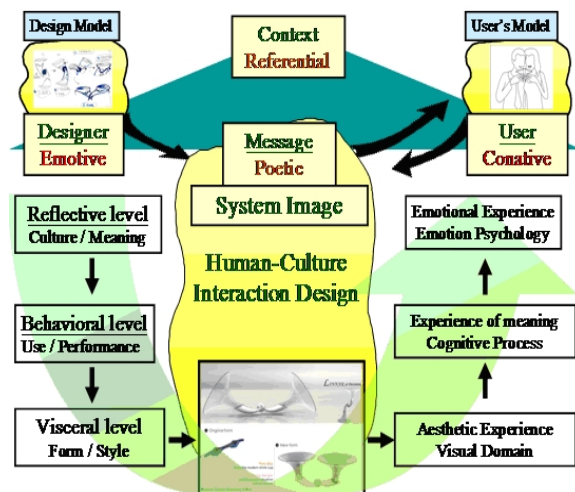 Design Model
Context
Referential
User's Model
Designer
Emotive
Message
Poetic
User
Conative
System Image
Reflective level
Culture / Meaning
Human-Culture
Interaction Design
Emotional Experience
Emotion Psychology
Behavioral level
Use / Performance
Experience of meaning
Cognitive Process
Visceral level
Form / Style
Aesthetic Experience
Visual Domain